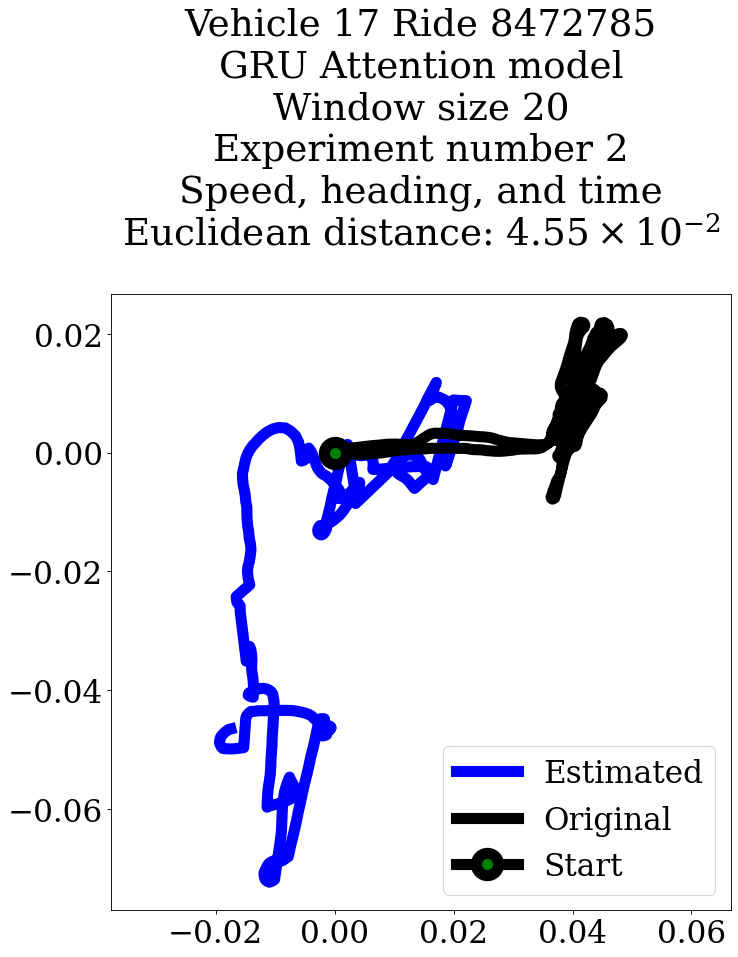 Vehicle 17 Ride 8472785
GRU Attention model
Window size 20
Experiment number 2
Speed, heading, and time
Euclidean distance: 4.55 × 10⁻²
0.02
0.00
−0.02
−0.04
−0.06
Estimated
Original
Start
−0.02 0.00 0.02 0.04 0.06